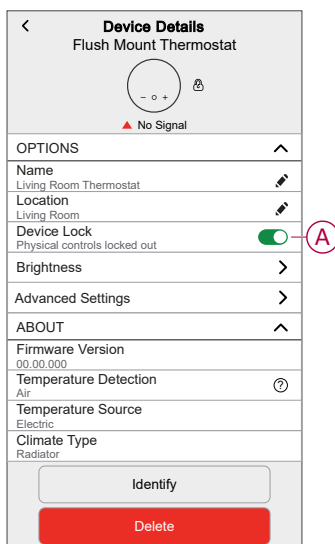 Device Details
Flush Mount Thermostat
- o +
No Signal
OPTIONS
Name
Living Room Thermostat
Location
Living Room
Device Lock
Physical controls locked out
A
Brightness
Advanced Settings
ABOUT
Firmware Version
00.00.000
Temperature Detection
Air
?
Temperature Source
Electric
Climate Type
Radiator
Identify
Delete